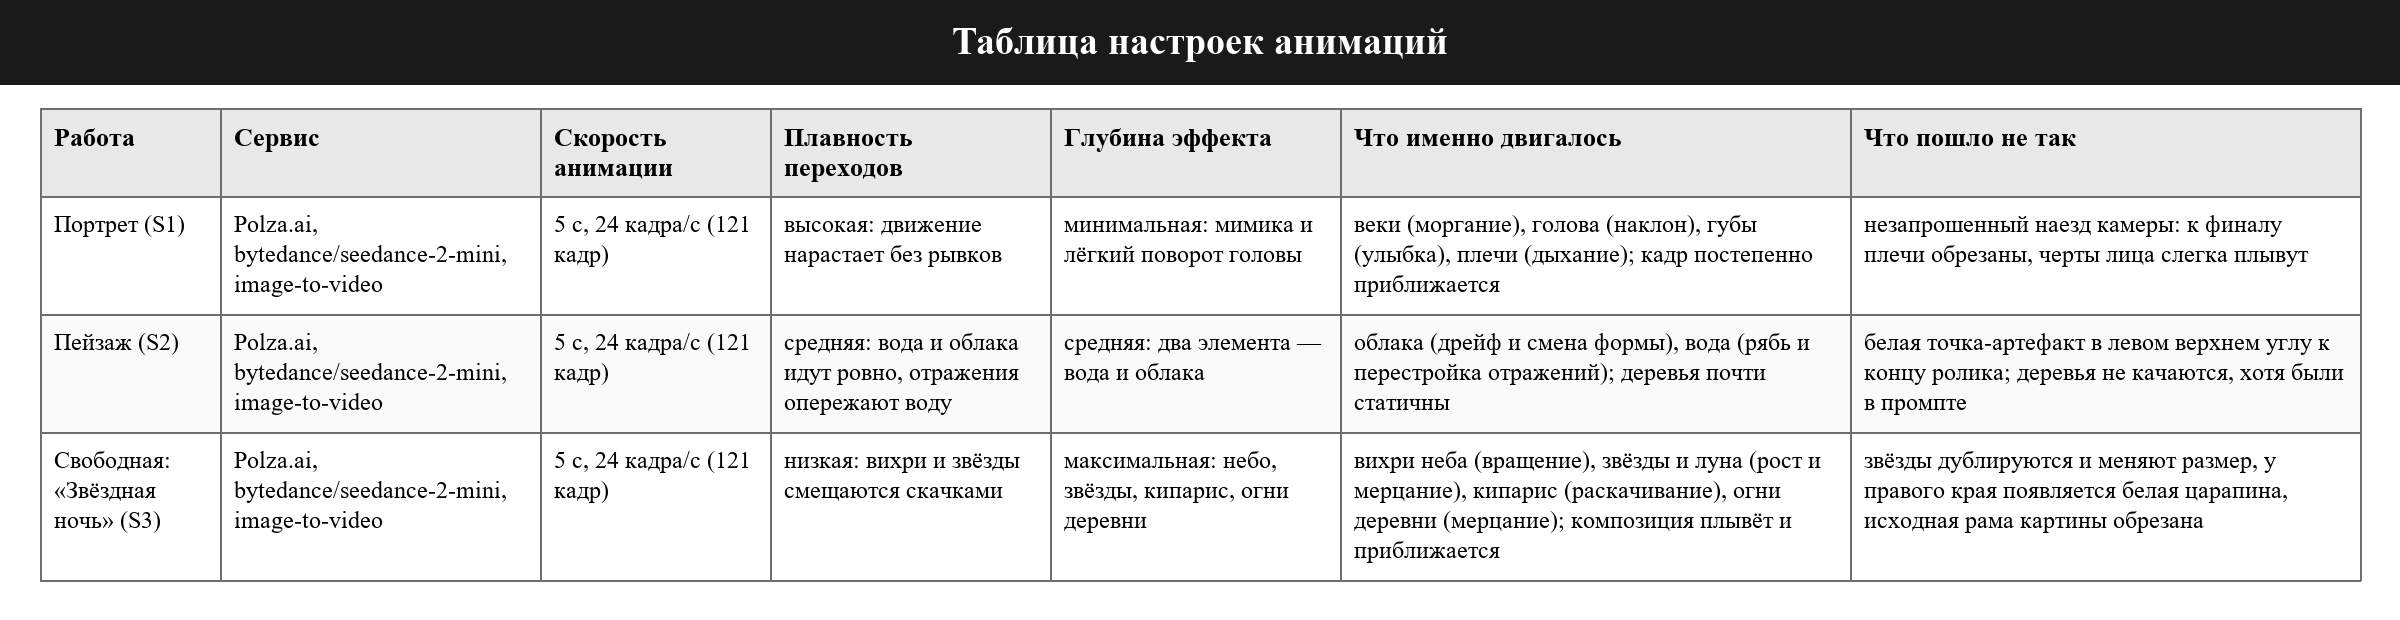 Таблица настроек анимаций
Работа
Сервис
Скорость
анимации
Плавность
переходов
Глубина эффекта
Что именно двигалось
Что пошло не так
Портрет (S1)
Polza.ai,
bytedance/seedance-2-mini,
image-to-video
5 с, 24 кадра/с (121
кадр)
высокая: движение
нарастает без рывков
минимальная: мимика и
лёгкий поворот головы
веки (моргание), голова (наклон), губы
(улыбка), плечи (дыхание); кадр постепенно
приближается
незапрошенный наезд камеры: к финалу
плечи обрезаны, черты лица слегка плывут
Пейзаж (S2)
Polza.ai,
bytedance/seedance-2-mini,
image-to-video
5 с, 24 кадра/с (121
кадр)
средняя: вода и облака
идут ровно, отражения
опережают воду
средняя: два элемента —
вода и облака
облака (дрейф и смена формы), вода (рябь и
перестройка отражений); деревья почти
статичны
белая точка-артефакт в левом верхнем углу к
концу ролика; деревья не качаются, хотя были
в промпте
Свободная:
«Звёздная
ночь» (S3)
Polza.ai,
bytedance/seedance-2-mini,
image-to-video
5 с, 24 кадра/с (121
кадр)
низкая: вихри и звёзды
смещаются скачками
максимальная: небо,
звёзды, кипарис, огни
деревни
вихри неба (вращение), звёзды и луна (рост и
мерцание), кипарис (раскачивание), огни
деревни (мерцание); композиция плывёт и
приближается
звёзды дублируются и меняют размер, у
правого края появляется белая царапина,
исходная рама картины обрезана